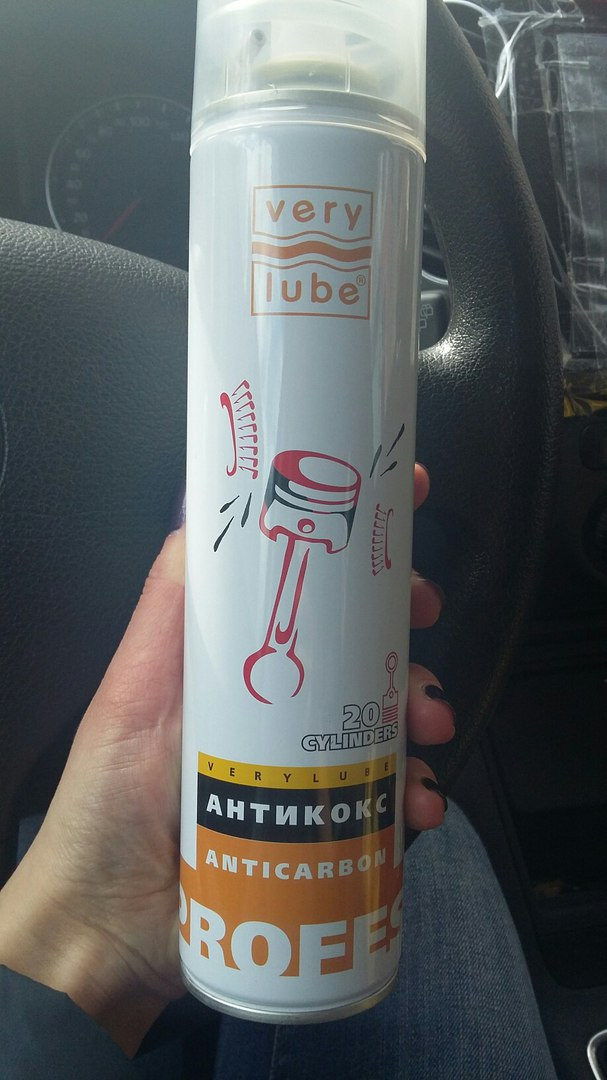 very
lube®
20
CYLINDERS
VERYLUBE
АНТИКОКС
ANTICARBON
PROFES